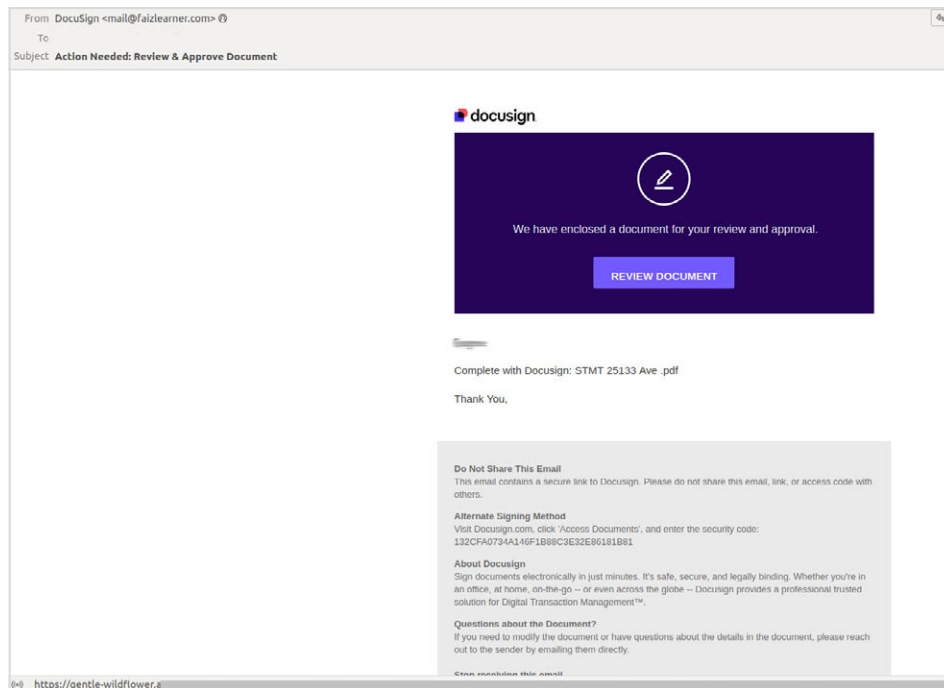 From DocuSign <mail@faizlearner.com>
To
Subject Action Needed: Review & Approve Document
docusign
We have enclosed a document for your review and approval.
REVIEW DOCUMENT
Complete with Docusign: STMT 25133 Ave .pdf
Thank You,
Do Not Share This Email
This email contains a secure link to Docusign. Please do not share this email, link, or access code with
others.
Alternate Signing Method
Visit Docusign.com, click 'Access Documents', and enter the security code:
132CFA0734A146F1B88C3E32E86181B81
About Docusign
Sign documents electronically in just minutes. It's safe, secure, and legally binding. Whether you're in
an office, at home, on-the-go -- or even across the globe -- Docusign provides a professional trusted
solution for Digital Transaction Management™.
Questions about the Document?
If you need to modify the document or have questions about the details in the document, please reach
out to the sender by emailing them directly.
Stop receiving this email
https://gentle-wildflower.a